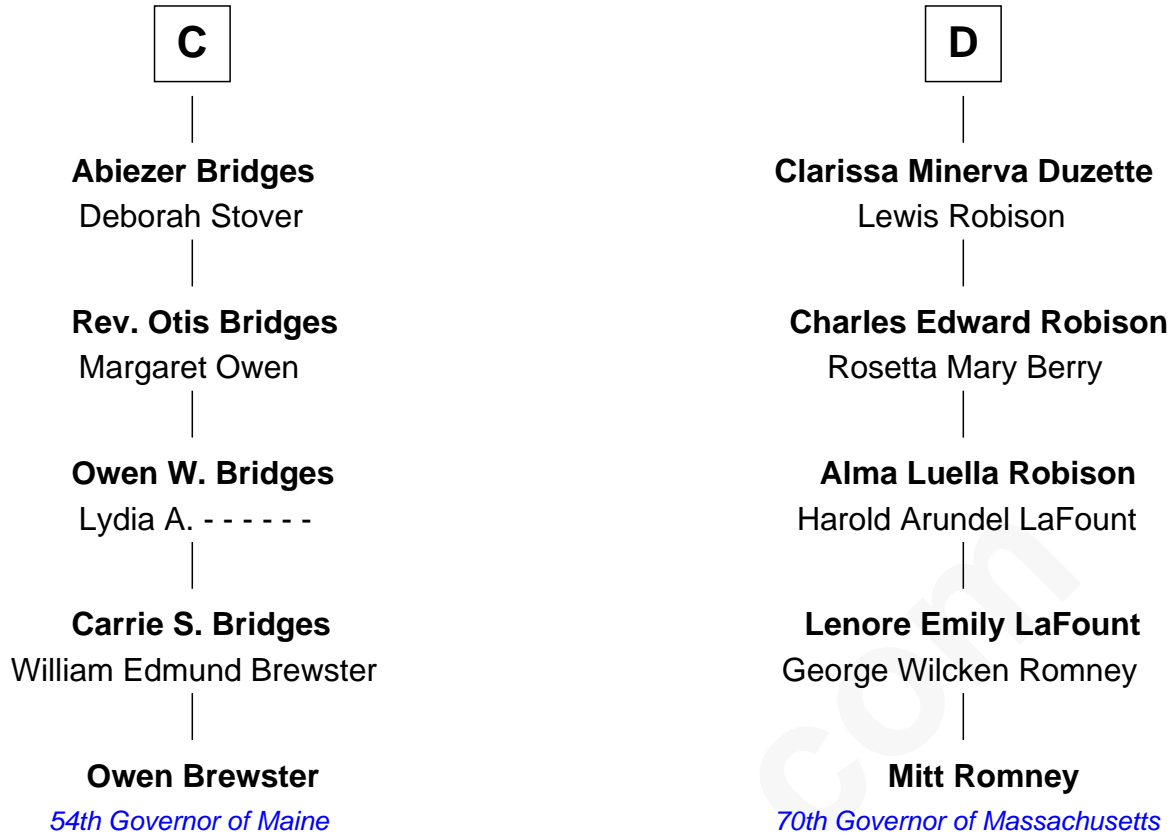 C
Abiezer Bridges
Deborah Stover
Rev. Otis Bridges
Margaret Owen
Owen W. Bridges
Lydia A. - - - - - -
Carrie S. Bridges
William Edmund Brewster
Owen Brewster
54th Governor of Maine
D
Clarissa Minerva Duzette
Lewis Robison
Charles Edward Robison
Rosetta Mary Berry
Alma Luella Robison
Harold Arundel LaFount
Lenore Emily LaFount
George Wilcken Romney
Mitt Romney
70th Governor of Massachusetts
com